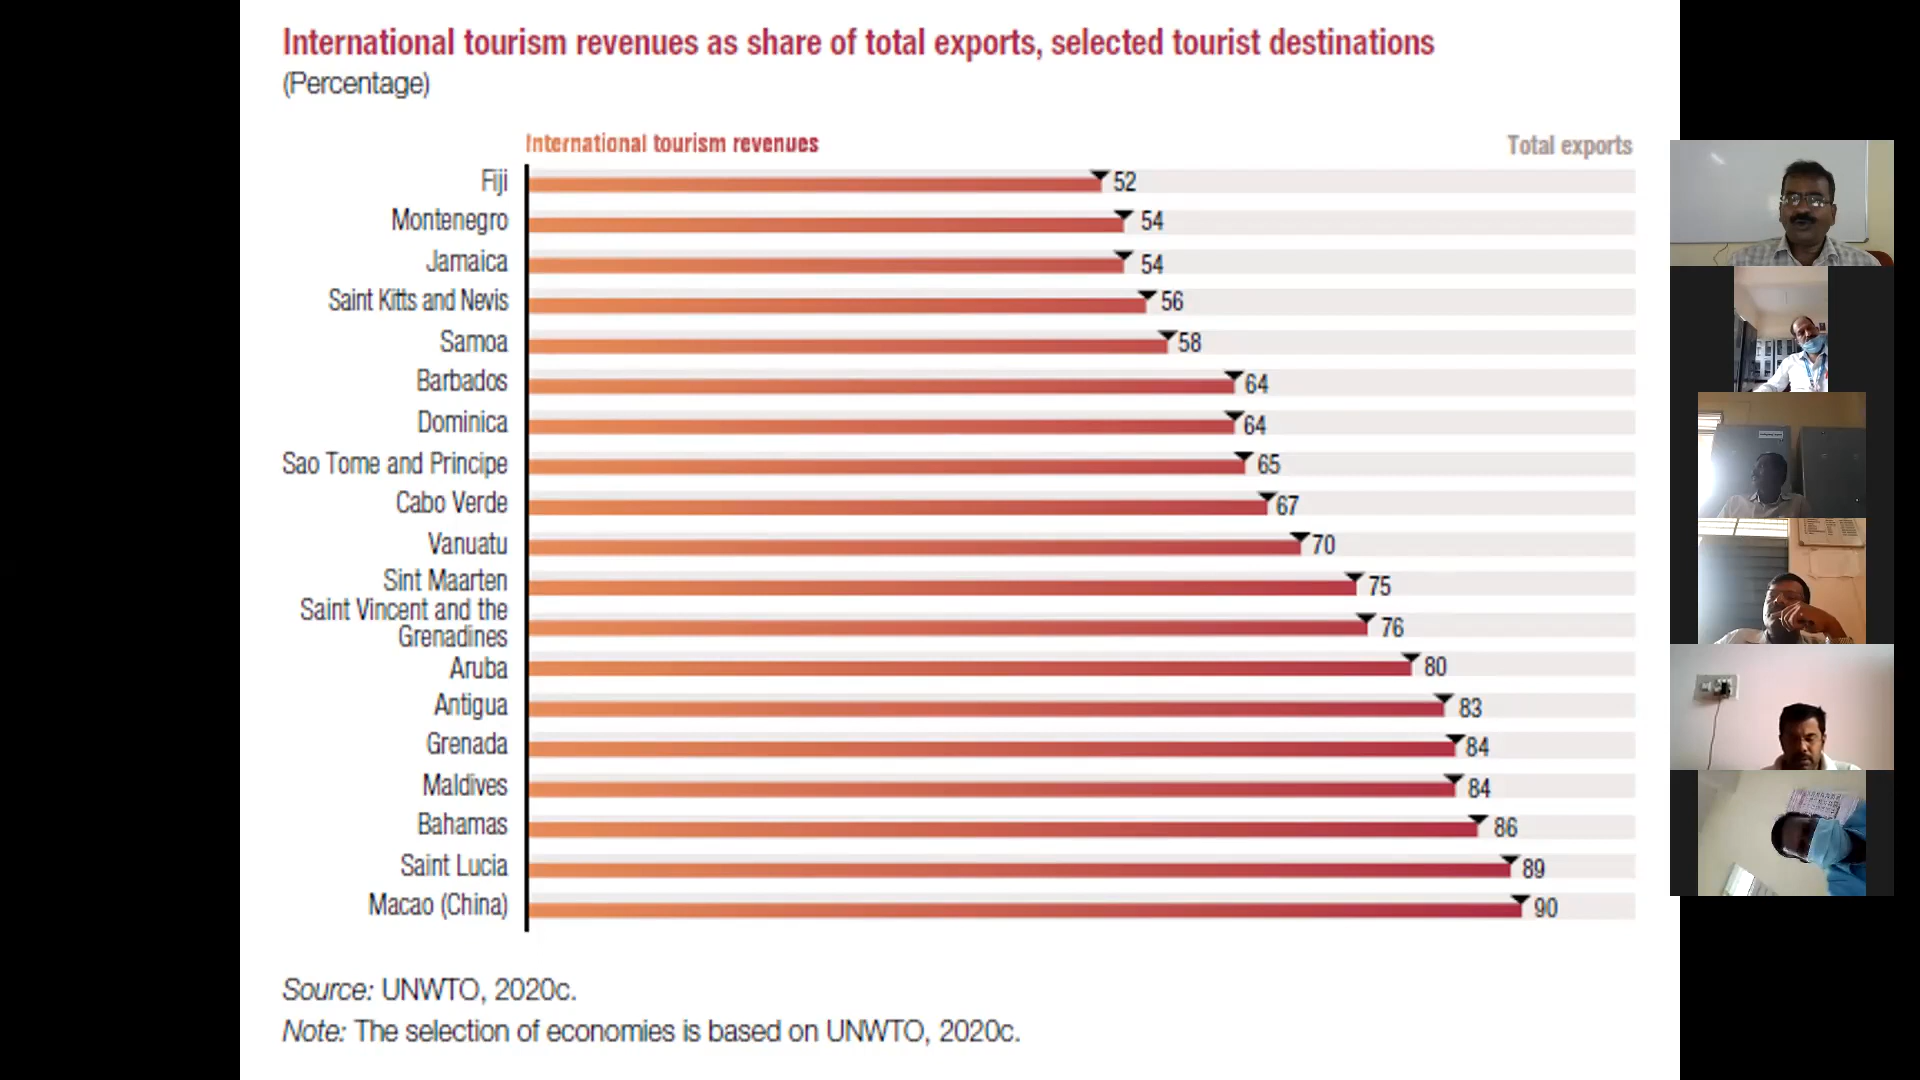 International tourism revenues as share of total exports, selected tourist destinations
(Percentage)
International tourism revenues
Total exports
Fiji 52
Montenegro 54
Jamaica 54
Saint Kitts and Nevis 56
Samoa 58
Barbados 64
Dominica 64
Sao Tome and Principe 65
Cabo Verde 67
Vanuatu 70
Sint Maarten 75
Saint Vincent and the
Grenadines 76
Aruba 80
Antigua 83
Grenada 84
Maldives 84
Bahamas 86
Saint Lucia 89
Macao (China) 90
Source: UNWTO, 2020c.
Note: The selection of economies is based on UNWTO, 2020c.